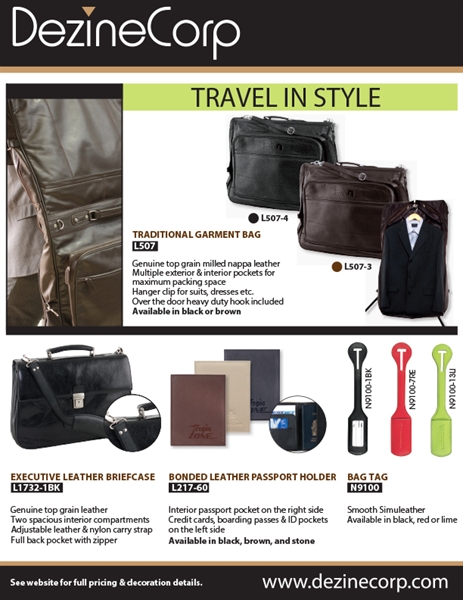 DezineCorp
TRAVEL IN STYLE
L507-4
L507-3
TRADITIONAL GARMENT BAG
L507
Genuine top grain milled nappa leather
Multiple exterior & interior pockets for
maximum packing space
Hanger clip for suits, dresses etc.
Over the door heavy duty hook included
Available in black or brown
N9100-1BK
N9100-7RE
N9100-13LI
EXECUTIVE LEATHER BRIEFCASE
L1732-1BK
Genuine top grain leather
Two spacious interior compartments
Adjustable leather & nylon carry strap
Full back pocket with zipper
BONDED LEATHER PASSPORT HOLDER
L217-60
Interior passport pocket on the right side
Credit cards, boarding passes & ID pockets
on the left side
Available in black, brown, and stone
BAG TAG
N9100
Smooth Simuleather
Available in black, red or lime
See website for full pricing & decoration details.
www.dezinecorp.com